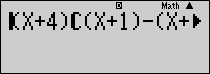 D Math ▲
(X+4)[(X+1)-(X+▶